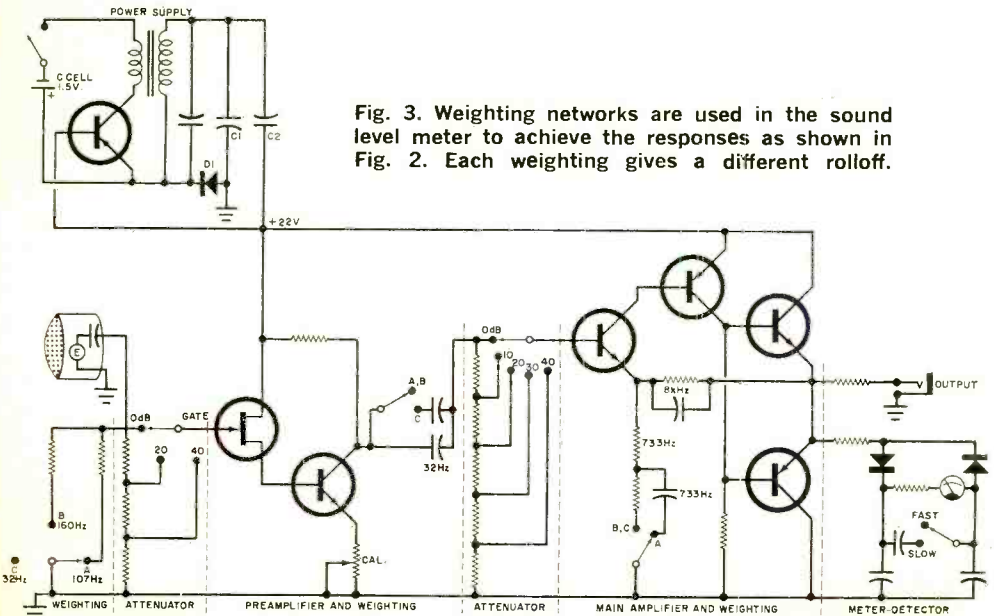 POWER SUPPLY
C CELL
1.5V.
+
C1
C2
D1
Fig. 3. Weighting networks are used in the sound
level meter to achieve the responses as shown in
Fig. 2. Each weighting gives a different rolloff.
+22V
E
0dB
GATE
20
40
B
160Hz
C
32Hz
A
107Hz
A,B
C
32Hz
CAL.
0dB
10
20
30
40
8kHz
733Hz
733Hz
B,C
A
OUTPUT
FAST
SLOW
WEIGHTING
ATTENUATOR
PREAMPLIFIER AND WEIGHTING
ATTENUATOR
MAIN AMPLIFIER AND WEIGHTING
METER-DETECTOR